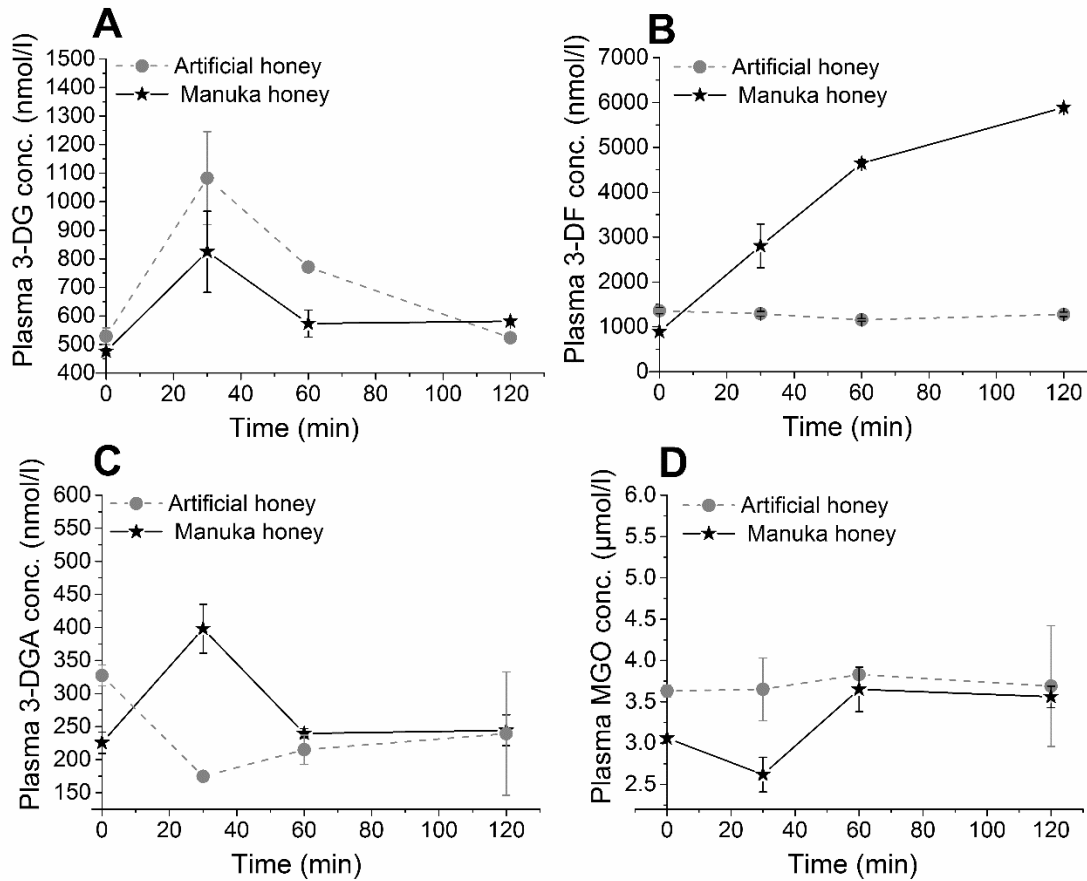 A
Plasma 3-DG conc. (nmol/l)
1500
1400
1300
1200
1100
1000
900
800
700
600
500
400
Artificial honey
Manuka honey
0 20 40 60 80 100 120
Time (min)
B
Plasma 3-DF conc. (nmol/l)
7000
6000
5000
4000
3000
2000
1000
0
Artificial honey
Manuka honey
0 20 40 60 80 100 120
Time (min)
C
Plasma 3-DGA conc. (nmol/l)
600
550
500
450
400
350
300
250
200
150
Artificial honey
Manuka honey
0 20 40 60 80 100 120
Time (min)
D
Plasma MGO conc. (μmol/l)
6.0
5.5
5.0
4.5
4.0
3.5
3.0
2.5
Artificial honey
Manuka honey
0 20 40 60 80 100 120
Time (min)